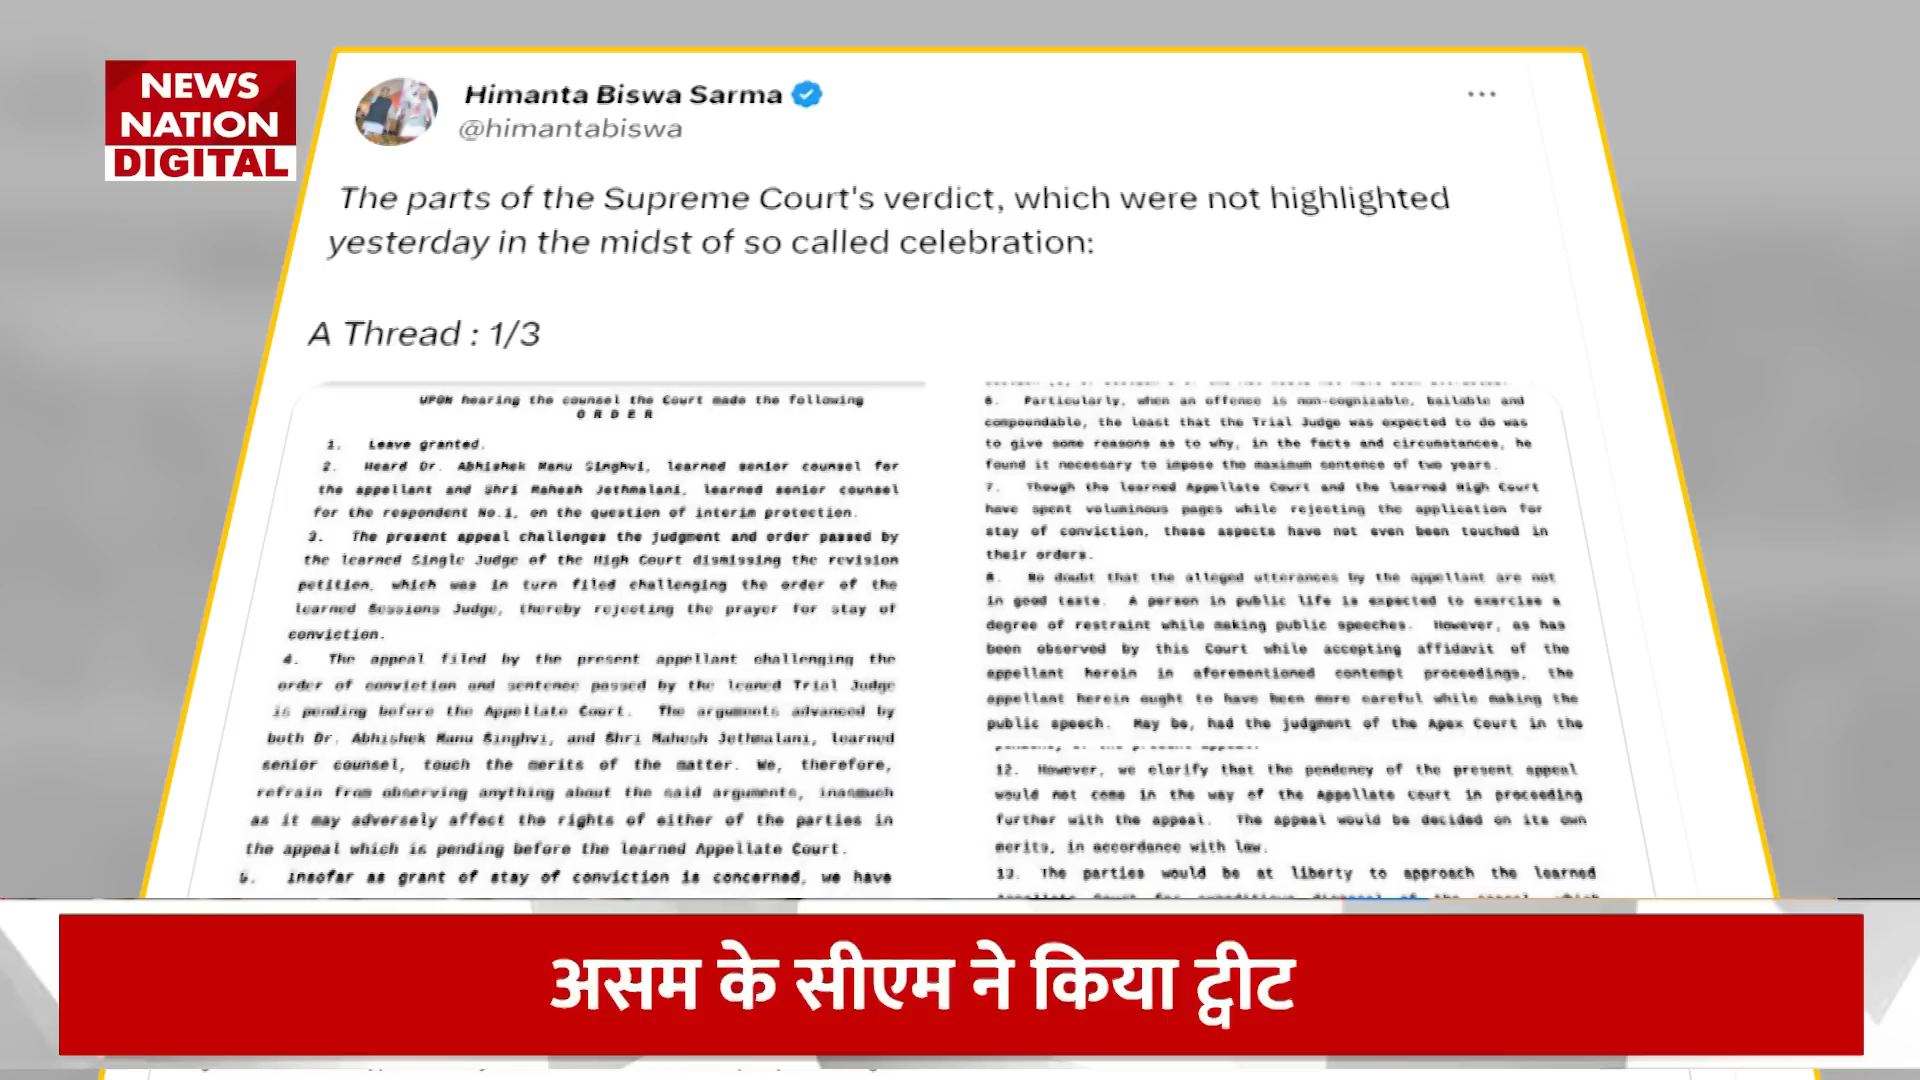 NEWS
NATION
DIGITAL
Himanta Biswa Sarma
@himantabiswa
The parts of the Supreme Court's verdict, which were not highlighted
yesterday in the midst of so called celebration:
A Thread : 1/3
UPON hearing the counsel the Court made the following
O R D E R
1. Leave granted.
2. Heard Dr. Abhishek Manu Singhvi, learned senior counsel for
the appellant and Shri Mahesh Jethmalani, learned senior counsel
for the respondent No.1, on the question of interim protection.
3. The present appeal challenges the judgment and order passed by
the learned Single Judge of the High Court dismissing the revision
petition, which was in turn filed challenging the order of the
learned Sessions Judge, thereby rejecting the prayer for stay of
conviction.
4. The appeal filed by the present appellant challenging the
order of conviction and sentence passed by the leaned Trial Judge
is pending before the Appellate Court. The arguments advanced by
both Dr. Abhishek Manu Singhvi, and Shri Mahesh Jethmalani, learned
senior counsel, touch the merits of the matter. We, therefore,
refrain from observing anything about the said arguments, inasmuch
as it may adversely affect the rights of either of the parties in
the appeal which is pending before the learned Appellate Court.
5. Insofar as grant of stay of conviction is concerned, we have
6. Particularly, when an offence is non-cognizable, bailable and
compoundable, the least that the Trial Judge was expected to do was
to give some reasons as to why, in the facts and circumstances, he
found it necessary to impose the maximum sentence of two years.
7. Though the learned Appellate Court and the learned High Court
have spent voluminous pages while rejecting the application for
stay of conviction, these aspects have not even been touched in
their orders.
8. No doubt that the alleged utterances by the appellant are not
in good taste. A person in public life is expected to exercise a
degree of restraint while making public speeches. However, as has
been observed by this Court while accepting affidavit of the
appellant herein in aforementioned contempt proceedings, the
appellant herein ought to have been more careful while making the
public speech. May be, had the judgment of the Apex Court in the
12. However, we clarify that the pendency of the present appeal
would not come in the way of the Appellate Court in proceeding
further with the appeal. The appeal would be decided on its own
merits, in accordance with law.
13. The parties would be at liberty to approach the learned
असम के सीएम ने किया ट्वीट